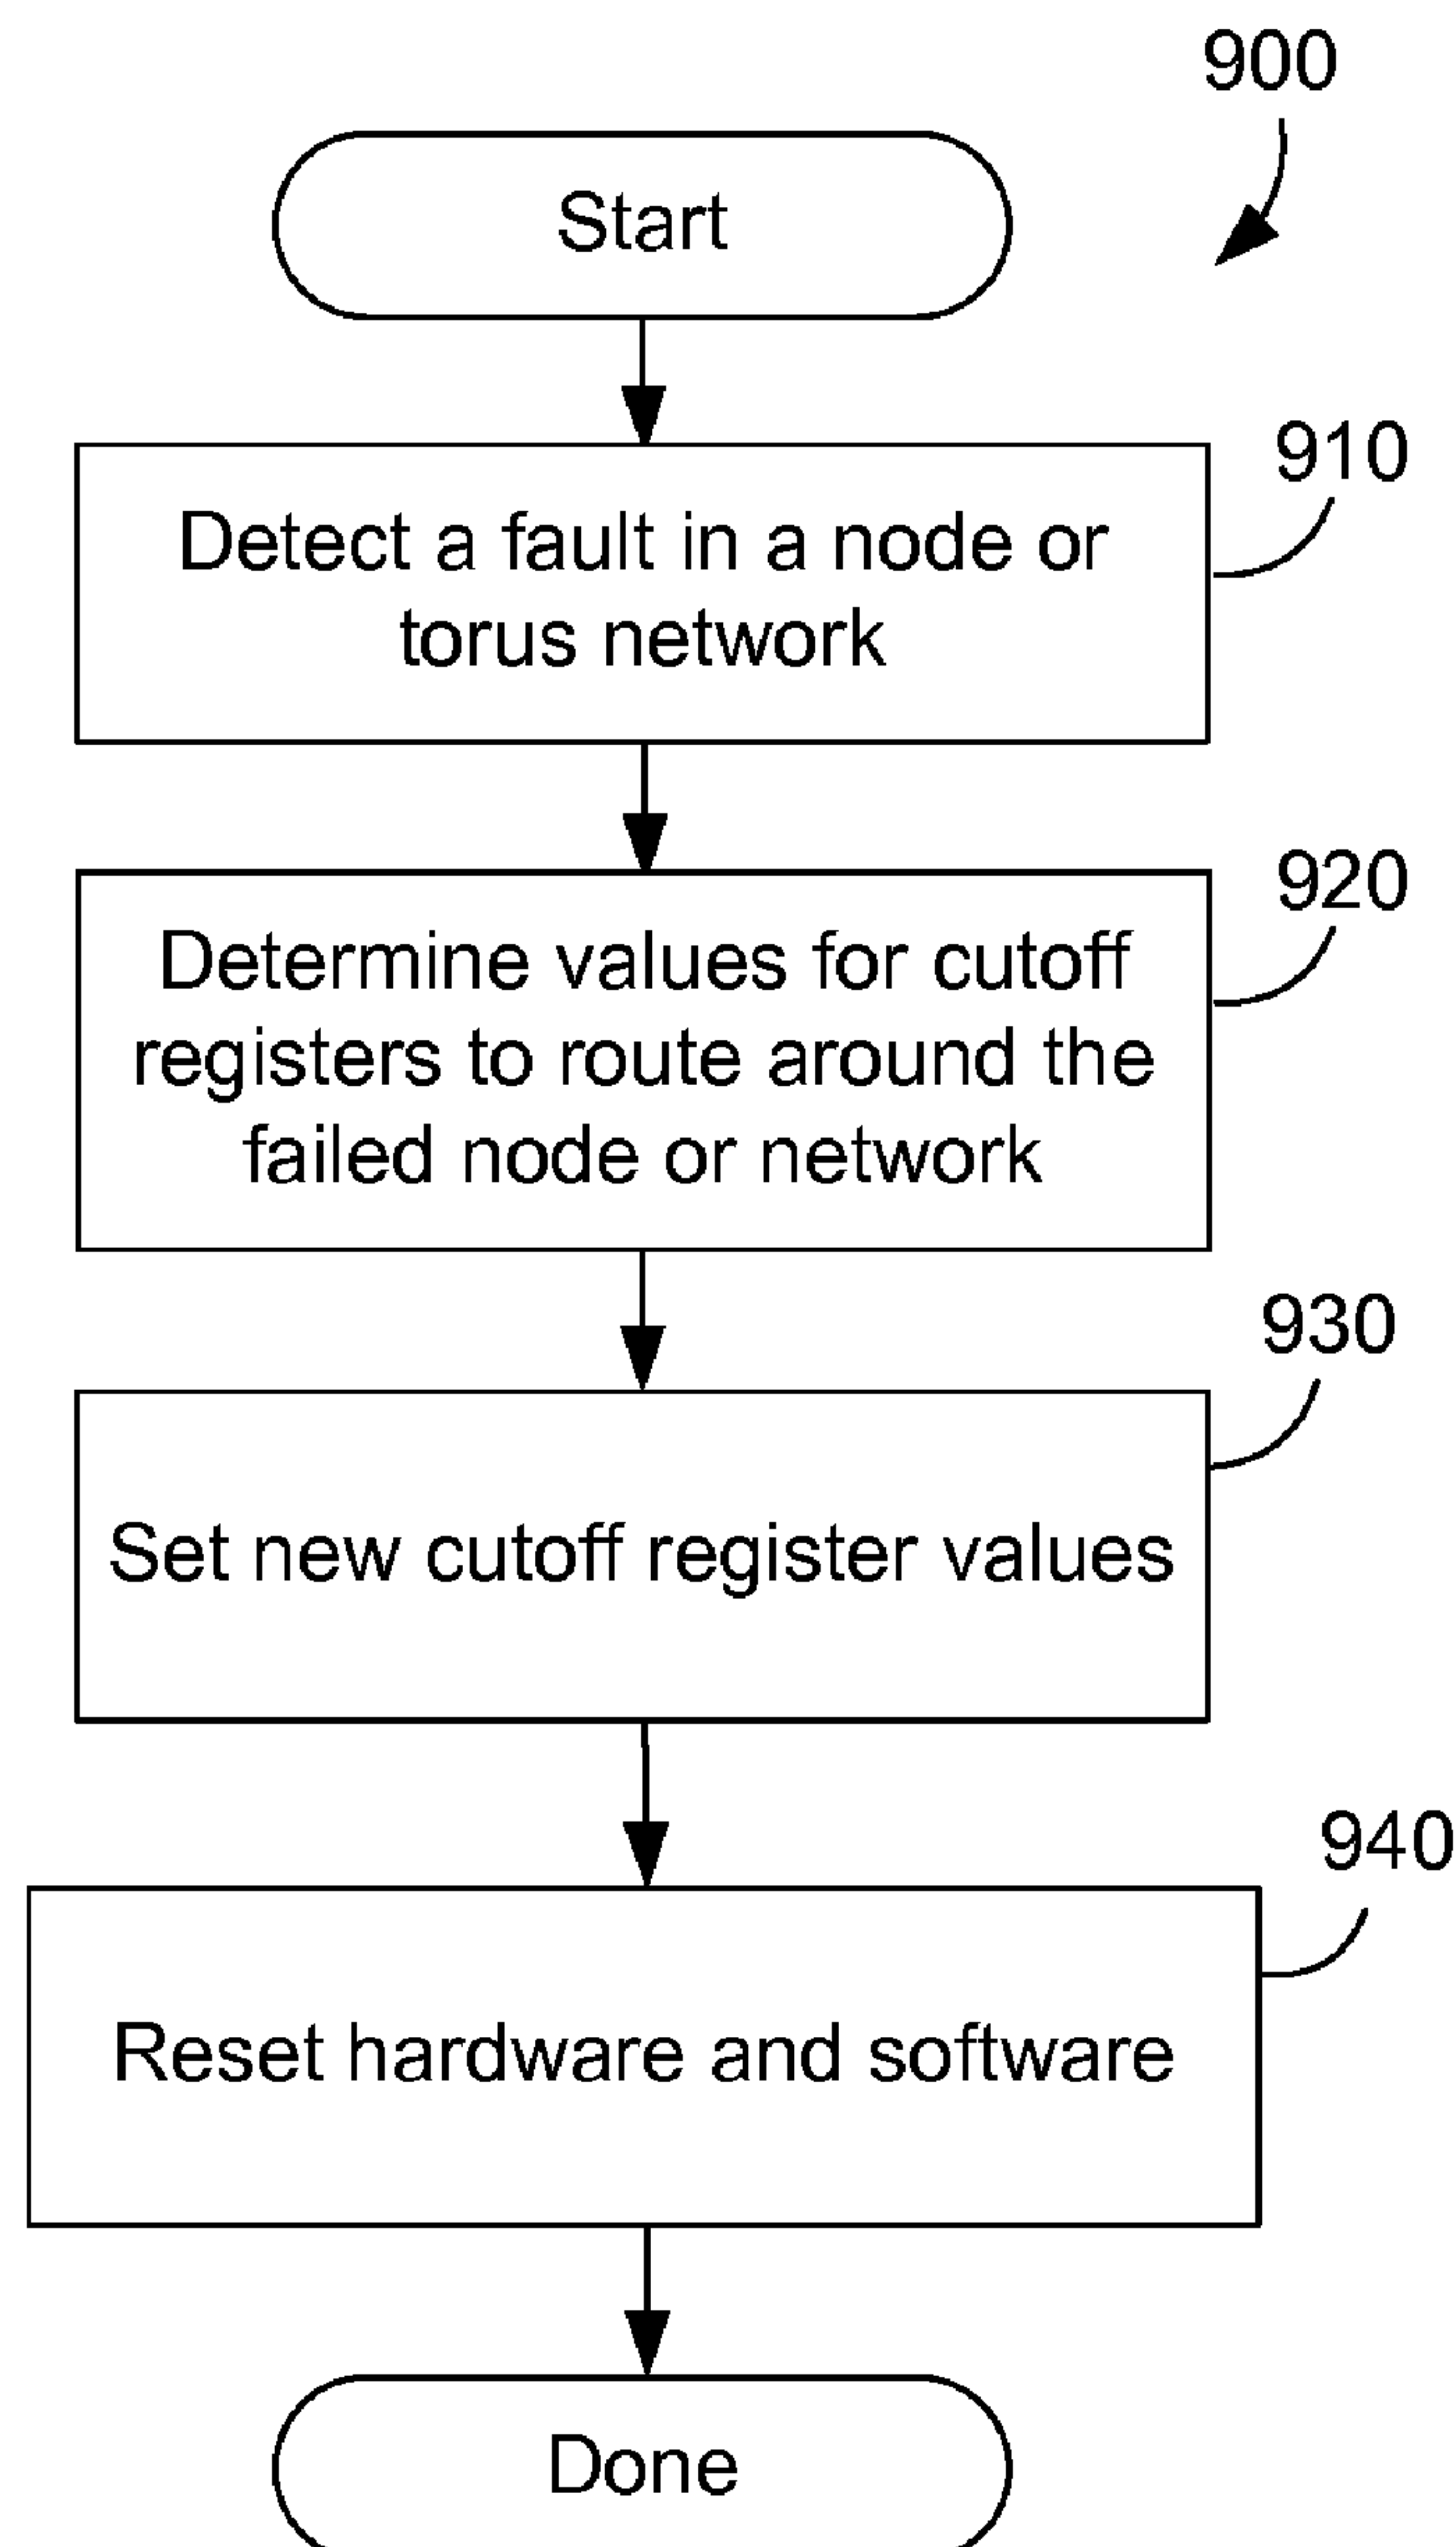 900
Start
910
Detect a fault in a node or
torus network
920
Determine values for cutoff
registers to route around the
failed node or network
930
Set new cutoff register values
940
Reset hardware and software
Done